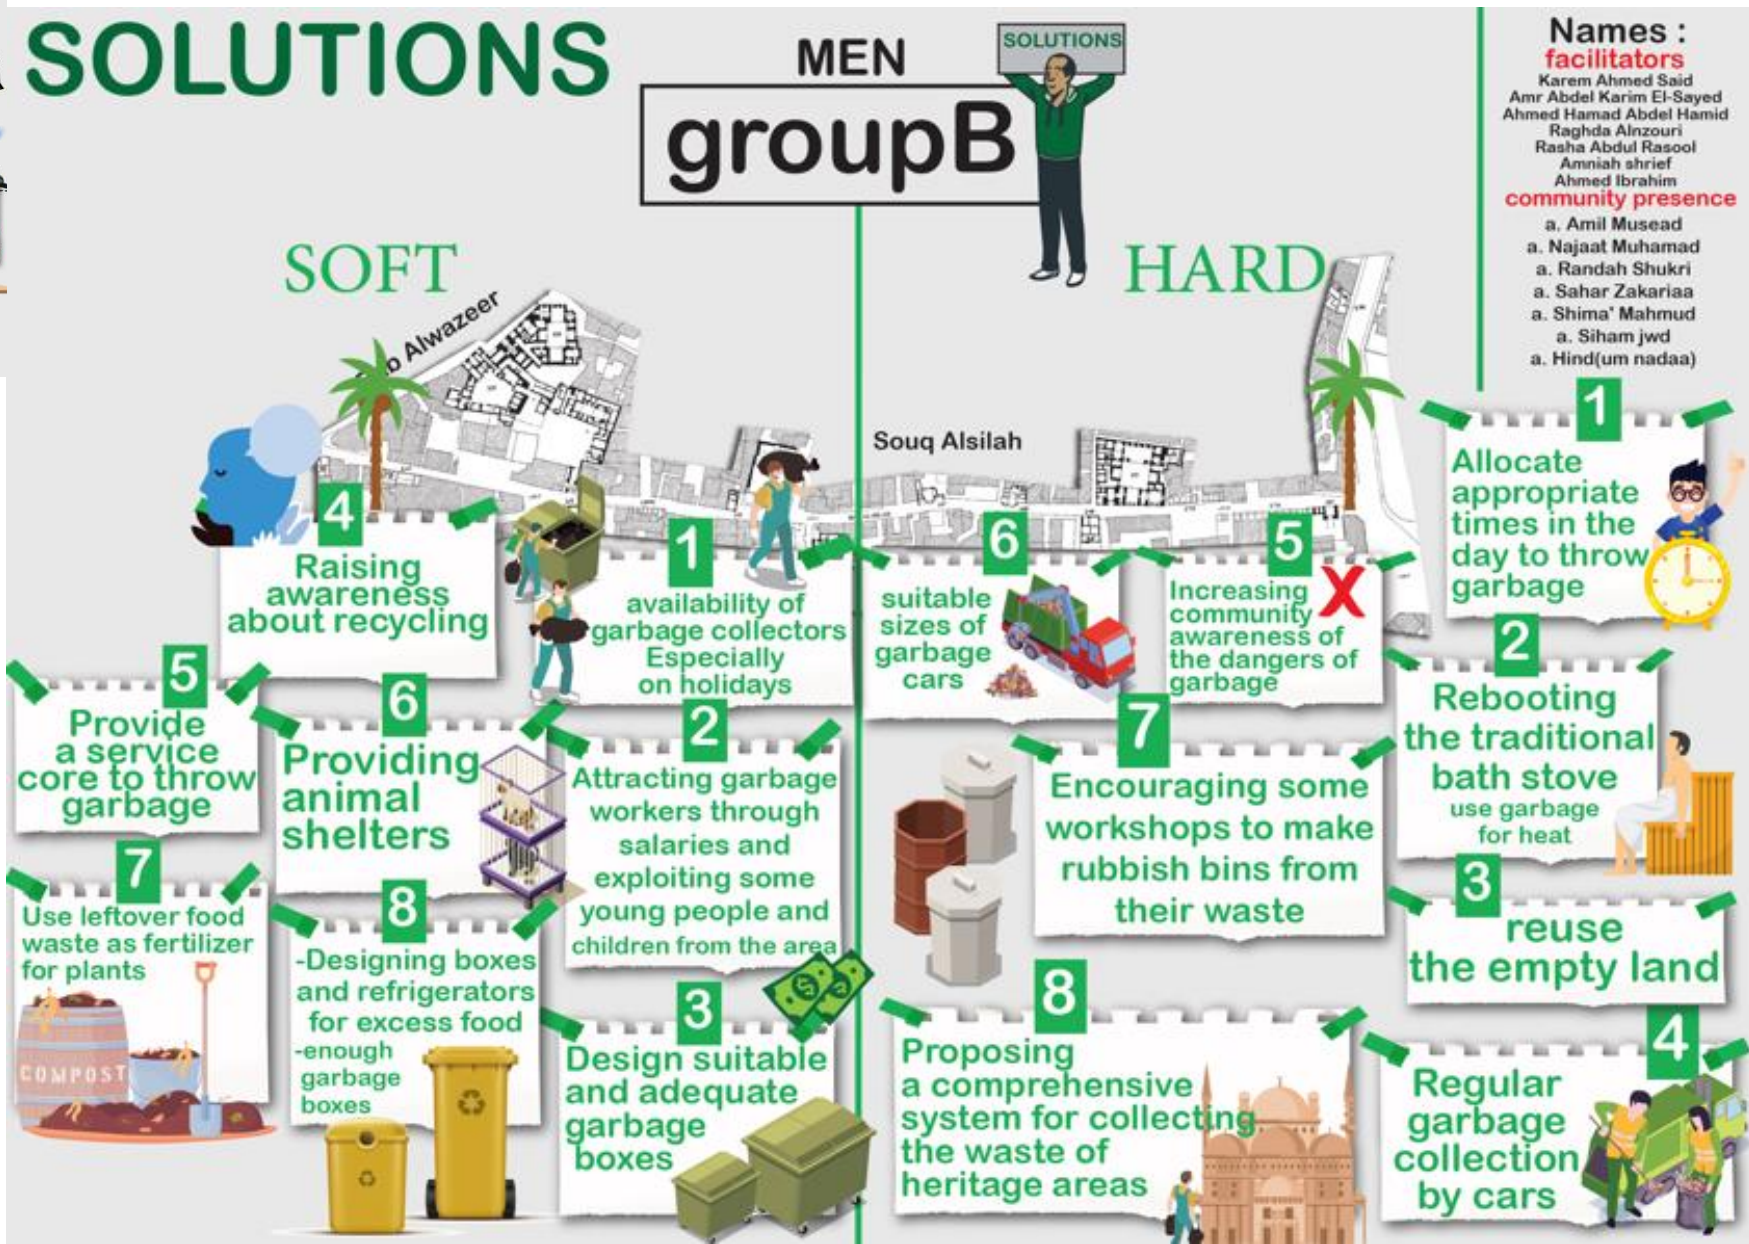 SOLUTIONS
MEN
groupB
SOLUTIONS
Names :
facilitators
Karem Ahmed Said
Amr Abdel Karim El-Sayed
Ahmed Hamad Abdel Hamid
Raghda Alnzouri
Rasha Abdul Rasool
Amniah shrief
Ahmed Ibrahim
community presence
a. Amil Musead
a. Najaat Muhamad
a. Randah Shukri
a. Sahar Zakariaa
a. Shima' Mahmud
a. Siham jwd
a. Hind(um nadaa)
SOFT
Alwazeer
1
availability of
garbage collectors
Especially
on holidays
2
Attracting garbage
workers through
salaries and
exploiting some
young people and
children from the area
3
Design suitable
and adequate
garbage
boxes
4
Raising
awareness
about recycling
5
Provide
a service
core to throw
garbage
6
Providing
animal
shelters
7
Use leftover food
waste as fertilizer
for plants
COMPOST
8
-Designing boxes
and refrigerators
for excess food
-enough
garbage
boxes
HARD
Souq Alsilah
1
Allocate
appropriate
times in the
day to throw
garbage
2
Rebooting
the traditional
bath stove
use garbage
for heat
3
reuse
the empty land
4
Regular
garbage
collection
by cars
5
X
Increasing
community
awareness of
the dangers of
garbage
6
suitable
sizes of
garbage
cars
7
Encouraging some
workshops to make
rubbish bins from
their waste
8
Proposing
a comprehensive
system for collecting
the waste of
heritage areas